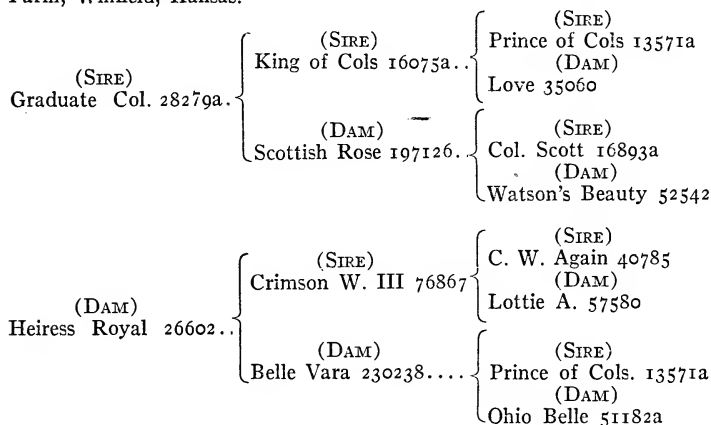 Farm, Winfield, Kansas.
(SIRE)
(SIRE) Prince of Cols 13571a
King of Cols 16075a.. (DAM)
(SIRE) Love 35060
Graduate Col. 28279a.
(SIRE)
(DAM) Col. Scott 16893a
Scottish Rose 197126.. (DAM)
Watson's Beauty 52542
(SIRE)
(SIRE) C. W. Again 40785
Crimson W. III 76867 (DAM)
(DAM) Lottie A. 57580
Heiress Royal 26602..
(DAM) (SIRE)
Belle Vara 230238.... Prince of Cols. 13571a
(DAM)
Ohio Belle 51182a